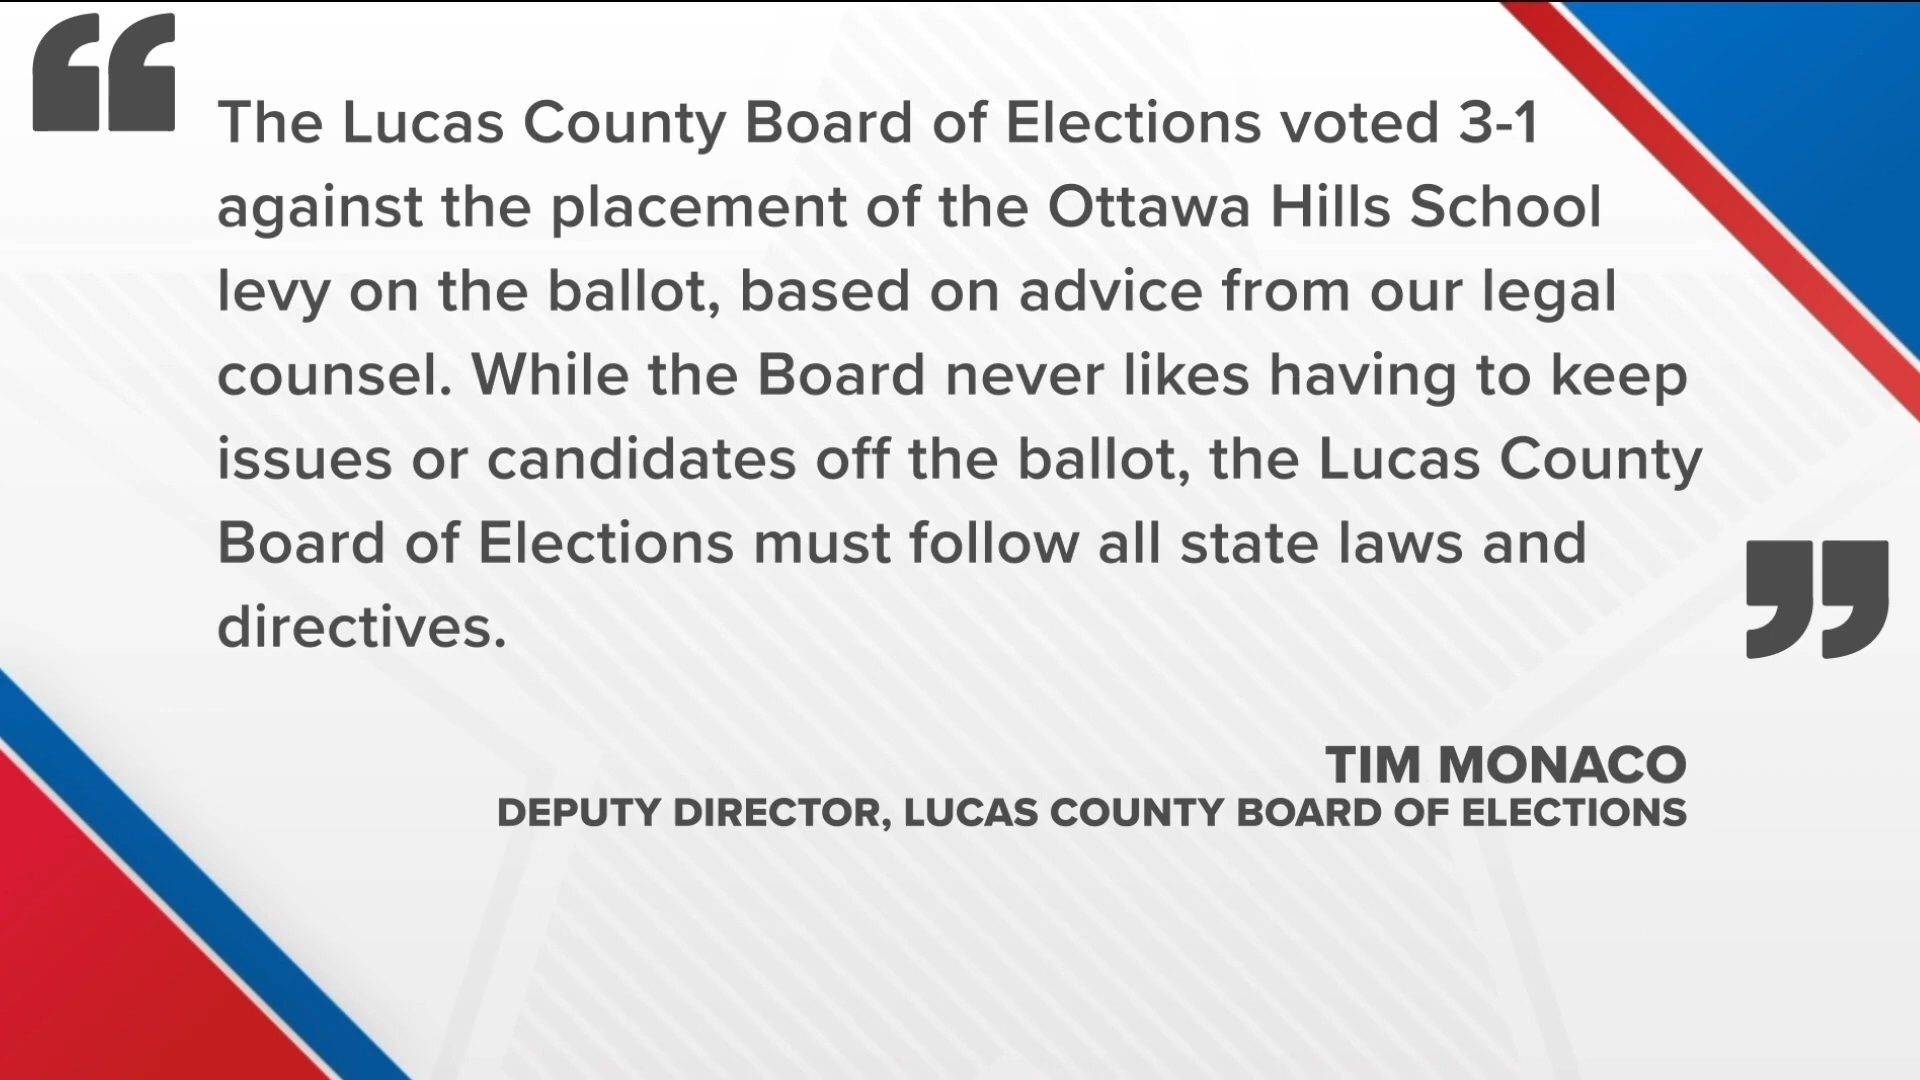 “
The Lucas County Board of Elections voted 3-1
against the placement of the Ottawa Hills School
levy on the ballot, based on advice from our legal
counsel. While the Board never likes having to keep
issues or candidates off the ballot, the Lucas County
Board of Elections must follow all state laws and
directives.
”
TIM MONACO
DEPUTY DIRECTOR, LUCAS COUNTY BOARD OF ELECTIONS